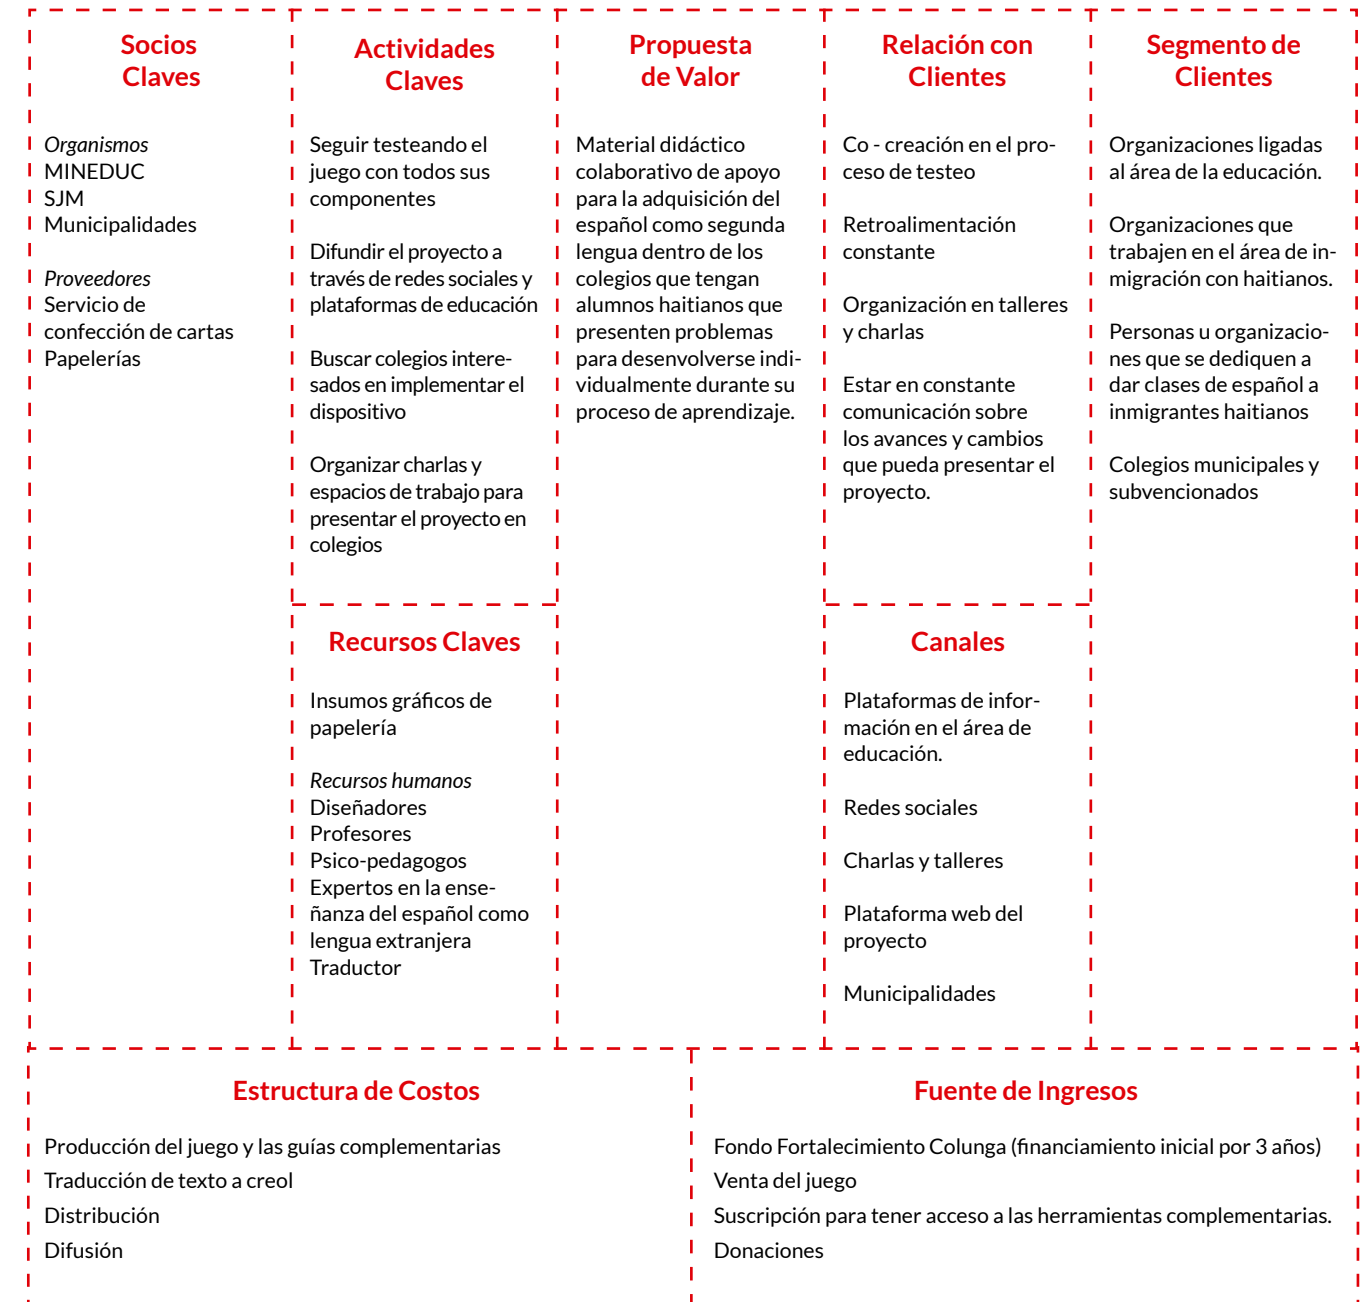 Socios
Claves
Organismos
MINEDUC
SJM
Municipalidades
Proveedores
Servicio de
confección de cartas
Papelerías
Actividades
Claves
Seguir testeando el
juego con todos sus
componentes
Difundir el proyecto a
través de redes sociales y
plataformas de educación
Buscar colegios intere-
sados en implementar el
dispositivo
Organizar charlas y
espacios de trabajo para
presentar el proyecto en
colegios
Recursos Claves
Insumos gráficos de
papelería
Recursos humanos
Diseñadores
Profesores
Psico-pedagogos
Expertos en la ense-
ñanza del español como
lengua extranjera
Traductor
Propuesta
de Valor
Material didáctico
colaborativo de apoyo
para la adquisición del
español como segunda
lengua dentro de los
colegios que tengan
alumnos haitianos que
presenten problemas
para desenvolverse indi-
vidualmente durante su
proceso de aprendizaje.
Relación con
Clientes
Co - creación en el pro-
ceso de testeo
Retroalimentación
constante
Organización en talleres
y charlas
Estar en constante
comunicación sobre
los avances y cambios
que pueda presentar el
proyecto.
Canales
Plataformas de infor-
mación en el área de
educación.
Redes sociales
Charlas y talleres
Plataforma web del
proyecto
Municipalidades
Segmento de
Clientes
Organizaciones ligadas
al área de la educación.
Organizaciones que
trabajen en el área de in-
migración con haitianos.
Personas u organizacio-
nes que se dediquen a
dar clases de español a
inmigrantes haitianos
Colegios municipales y
subvencionados
Estructura de Costos
Producción del juego y las guías complementarias
Traducción de texto a creol
Distribución
Difusión
Fuente de Ingresos
Fondo Fortalecimiento Colunga (financiamiento inicial por 3 años)
Venta del juego
Suscripción para tener acceso a las herramientas complementarias.
Donaciones